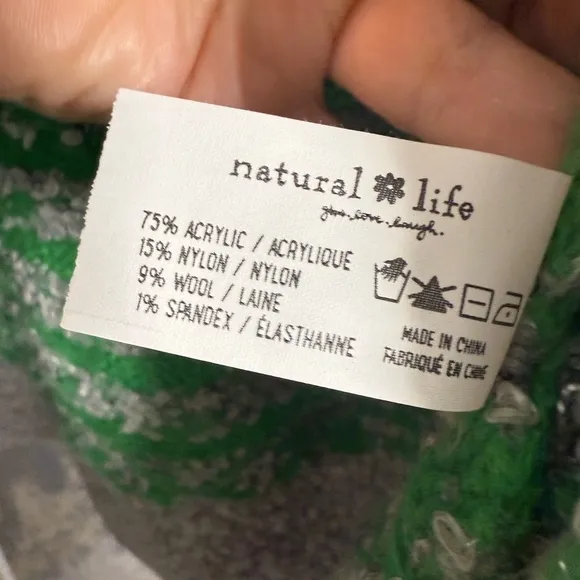 natural life
give.love.laugh.
75% ACRYLIC / ACRYLIQUE
15% NYLON / NYLON
9% WOOL / LAINE
1% SPANDEX / ÉLASTHANNE
MADE IN CHINA
FABRIQUÉ EN CHINE